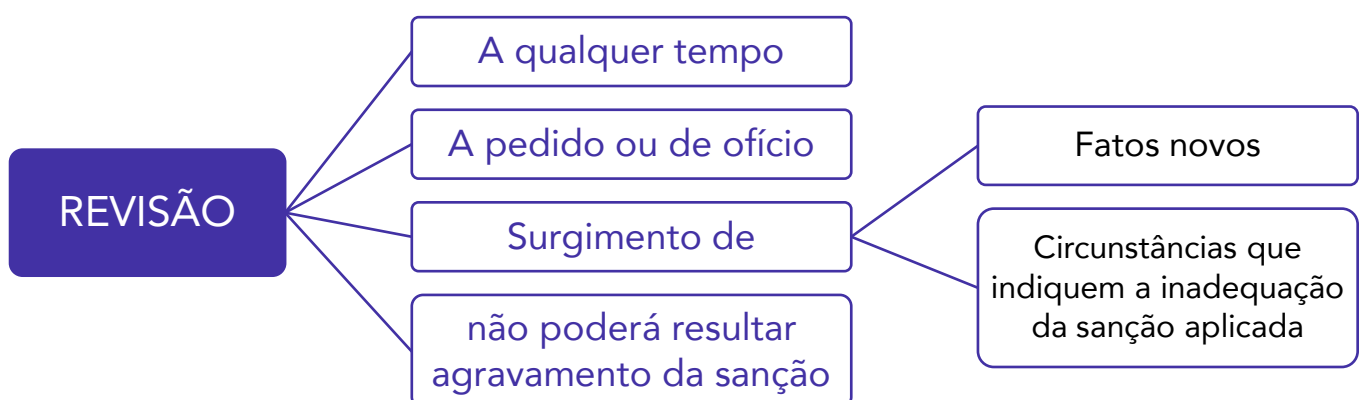 REVISÃO
A qualquer tempo
A pedido ou de ofício
Surgimento de
não poderá resultar
agravamento da sanção
Fatos novos
Circunstâncias que
indiquem a inadequação
da sanção aplicada